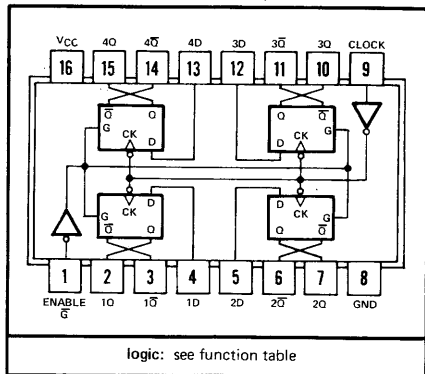 VCC 4Q 4Q̅ 4D 3D 3Q̅ 3Q CLOCK
16 15 14 13 12 11 10 9
Q̅ Q Q Q̅
G CK D D CK G
G CK D D CK G
Q̅ Q Q Q̅
1 2 3 4 5 6 7 8
ENABLE G̅ 1Q 1Q̅ 1D 2D 2Q̅ 2Q GND
logic: see function table